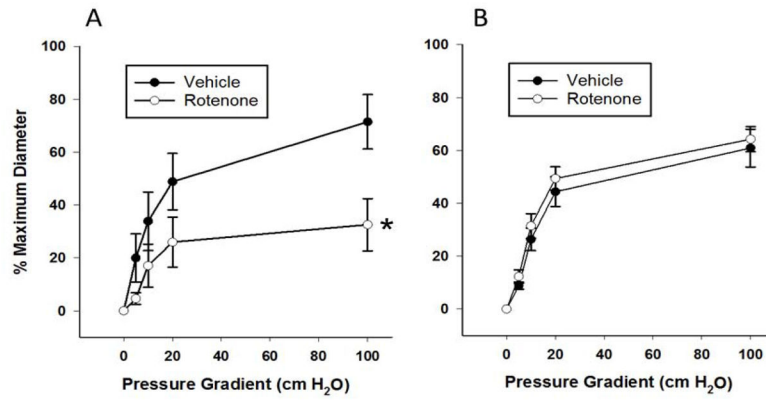 A
B
100
80
60
40
20
0
% Maximum Diameter
Vehicle
Rotenone
*
0 20 40 60 80 100
Pressure Gradient (cm H₂O)
100
80
60
40
20
0
Vehicle
Rotenone
0 20 40 60 80 100
Pressure Gradient (cm H₂O)